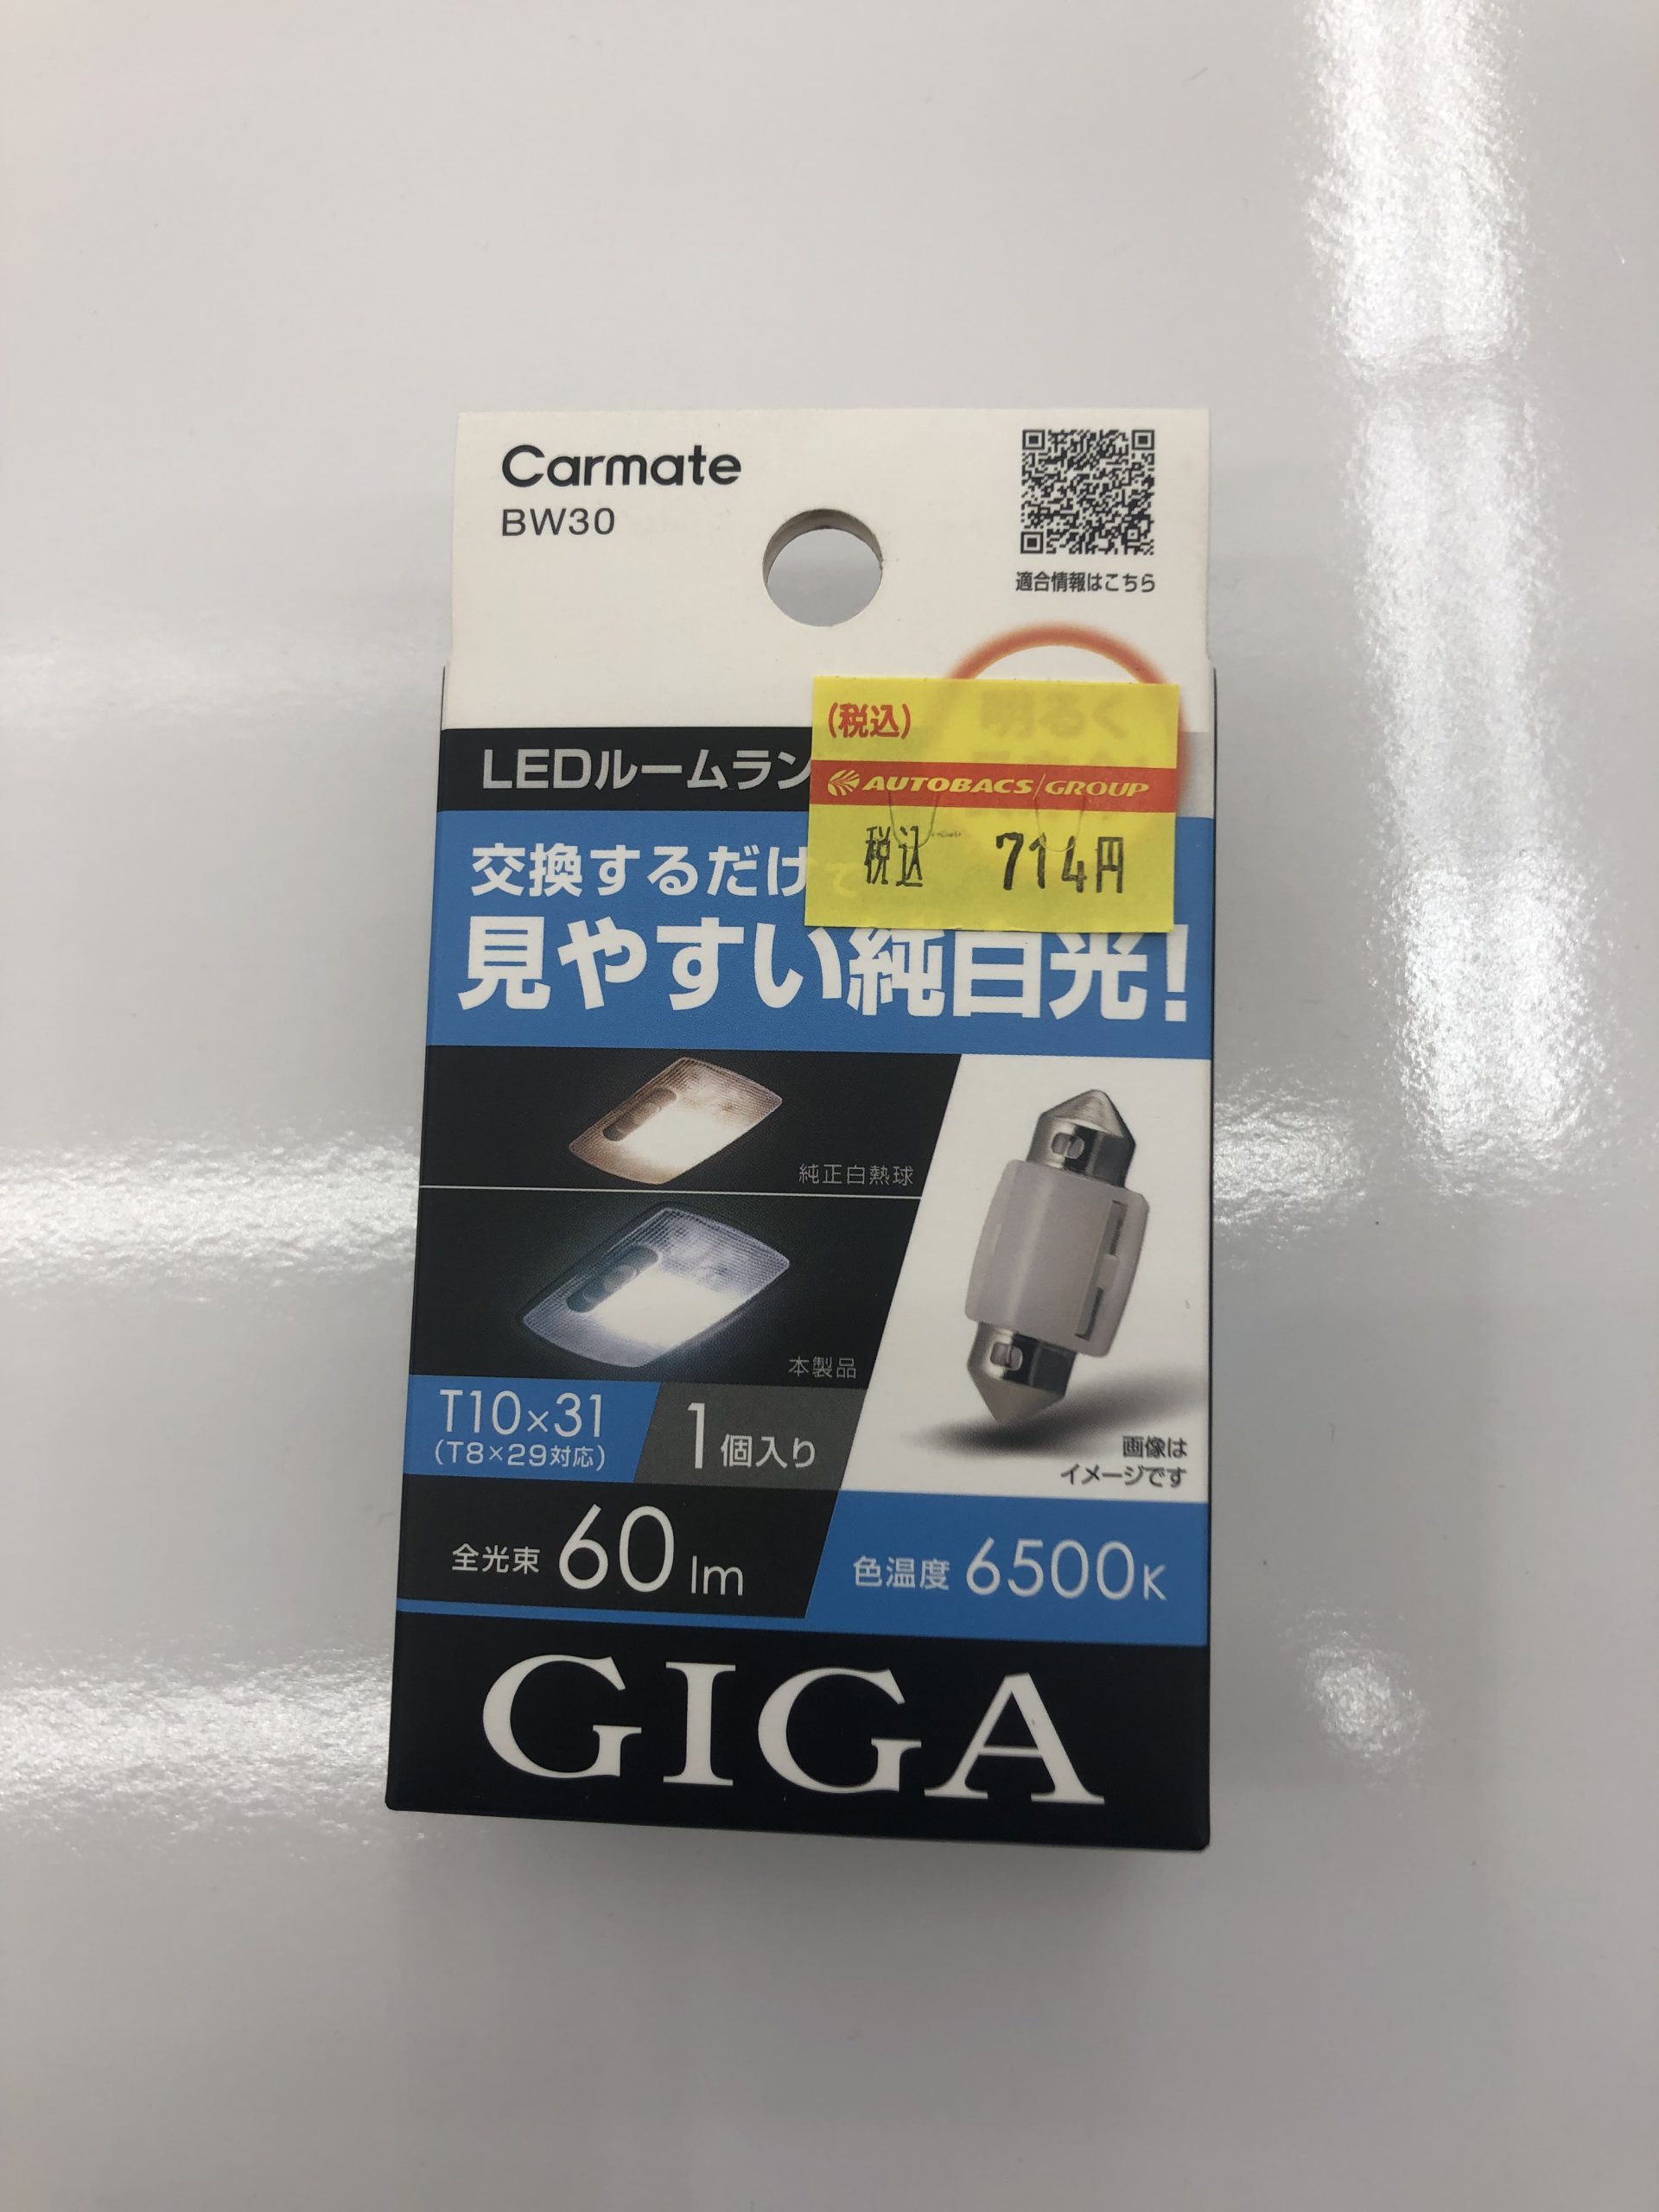 Carmate
BW30
適合情報はこちら
(税込)
AUTOBACS/GROUP
税込 714円
LEDルームラン
交換するだけ
見やすい純白光!
純正白熱球
本製品
T10×31
(T8×29対応)
1個入り
画像は
イメージです
全光束 60lm
色温度 6500K
GIGA